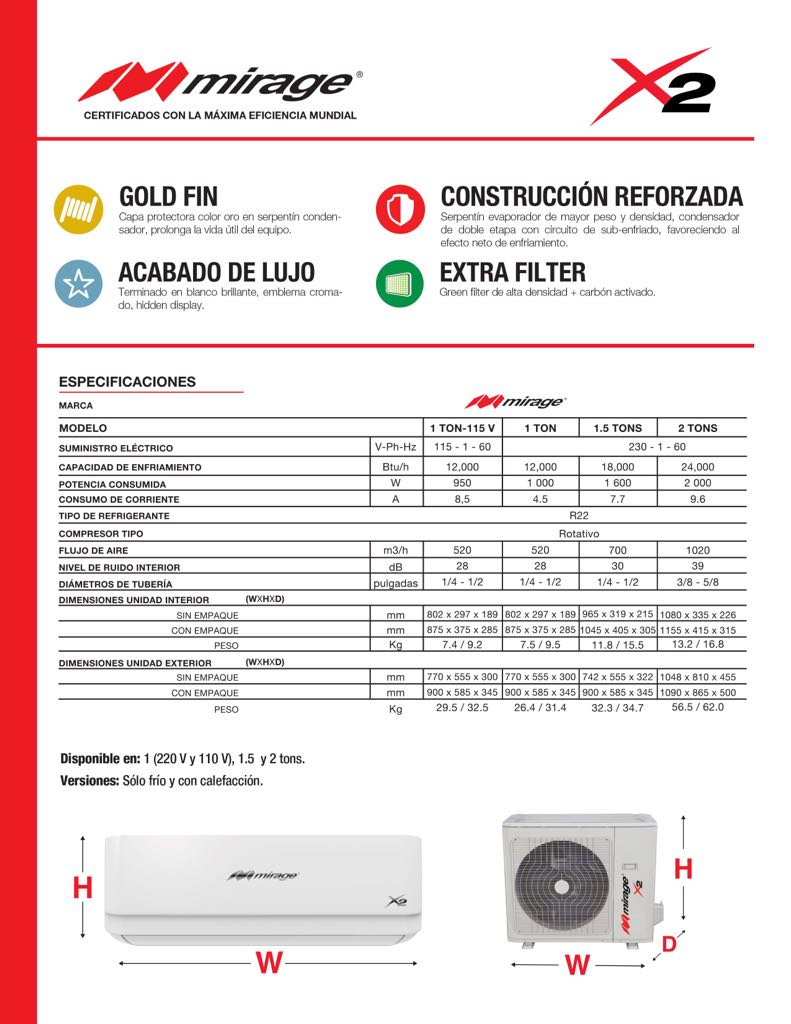 mirage®
X2
CERTIFICADOS CON LA MÁXIMA EFICIENCIA MUNDIAL
GOLD FIN
Capa protectora color oro en serpentín conden-
sador, prolonga la vida útil del equipo.
CONSTRUCCIÓN REFORZADA
Serpentín evaporador de mayor peso y densidad, condensador
de doble etapa con circuito de sub-enfriado, favoreciendo al
efecto neto de enfriamiento.
ACABADO DE LUJO
Terminado en blanco brillante, emblema croma-
do, hidden display.
EXTRA FILTER
Green filter de alta densidad + carbón activado.
ESPECIFICACIONES
MARCA mirage®
MODELO 1 TON-115 V 1 TON 1.5 TONS 2 TONS
SUMINISTRO ELÉCTRICO V-Ph-Hz 115 - 1 - 60 230 - 1 - 60
CAPACIDAD DE ENFRIAMIENTO Btu/h 12,000 12,000 18,000 24,000
POTENCIA CONSUMIDA W 950 1 000 1 600 2 000
CONSUMO DE CORRIENTE A 8,5 4.5 7.7 9.6
TIPO DE REFRIGERANTE R22
COMPRESOR TIPO Rotativo
FLUJO DE AIRE m3/h 520 520 700 1020
NIVEL DE RUIDO INTERIOR dB 28 28 30 39
DIÁMETROS DE TUBERÍA pulgadas 1/4 - 1/2 1/4 - 1/2 1/4 - 1/2 3/8 - 5/8
DIMENSIONES UNIDAD INTERIOR (WXHXD)
SIN EMPAQUE mm 802 x 297 x 189 802 x 297 x 189 965 x 319 x 215 1080 x 335 x 226
CON EMPAQUE mm 875 x 375 x 285 875 x 375 x 285 1045 x 405 x 305 1155 x 415 x 315
PESO Kg 7.4 / 9.2 7.5 / 9.5 11.8 / 15.5 13.2 / 16.8
DIMENSIONES UNIDAD EXTERIOR (WXHXD)
SIN EMPAQUE mm 770 x 555 x 300 770 x 555 x 300 742 x 555 x 322 1048 x 810 x 455
CON EMPAQUE mm 900 x 585 x 345 900 x 585 x 345 900 x 585 x 345 1090 x 865 x 500
PESO Kg 29.5 / 32.5 26.4 / 31.4 32.3 / 34.7 56.5 / 62.0
Disponible en: 1 (220 V y 110 V), 1.5 y 2 tons.
Versiones: Sólo frío y con calefacción.
H
mirage
X2
W
H
mirage
X2
D
W